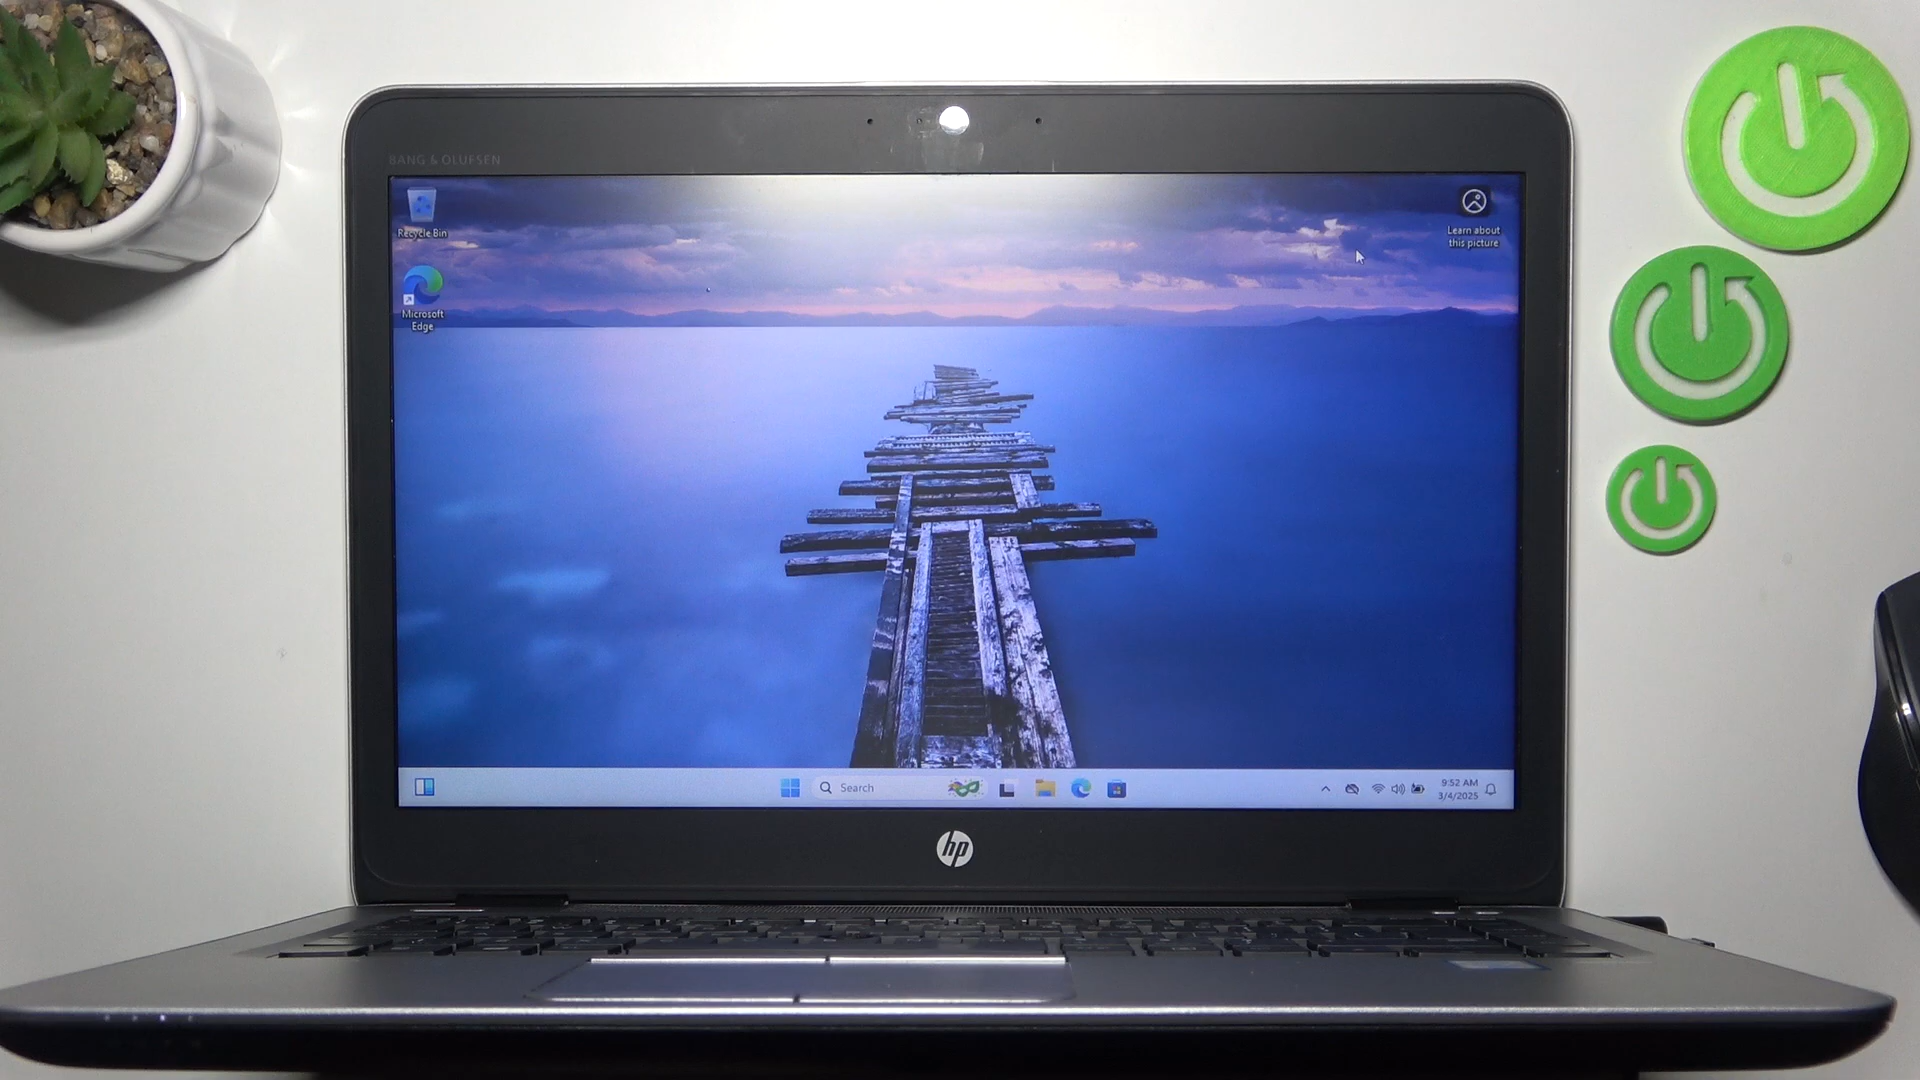 BANG & OLUFSEN
Recycle Bin
Learn about
this picture
Microsoft
Edge
Search
9:52 AM
3/4/2025
hp